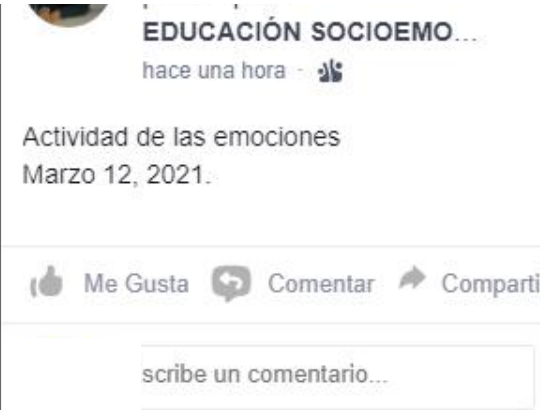 EDUCACIÓN SOCIOEMO...
hace una hora ·
Actividad de las emociones
Marzo 12, 2021.
Me Gusta Comentar Comparti
scribe un comentario...